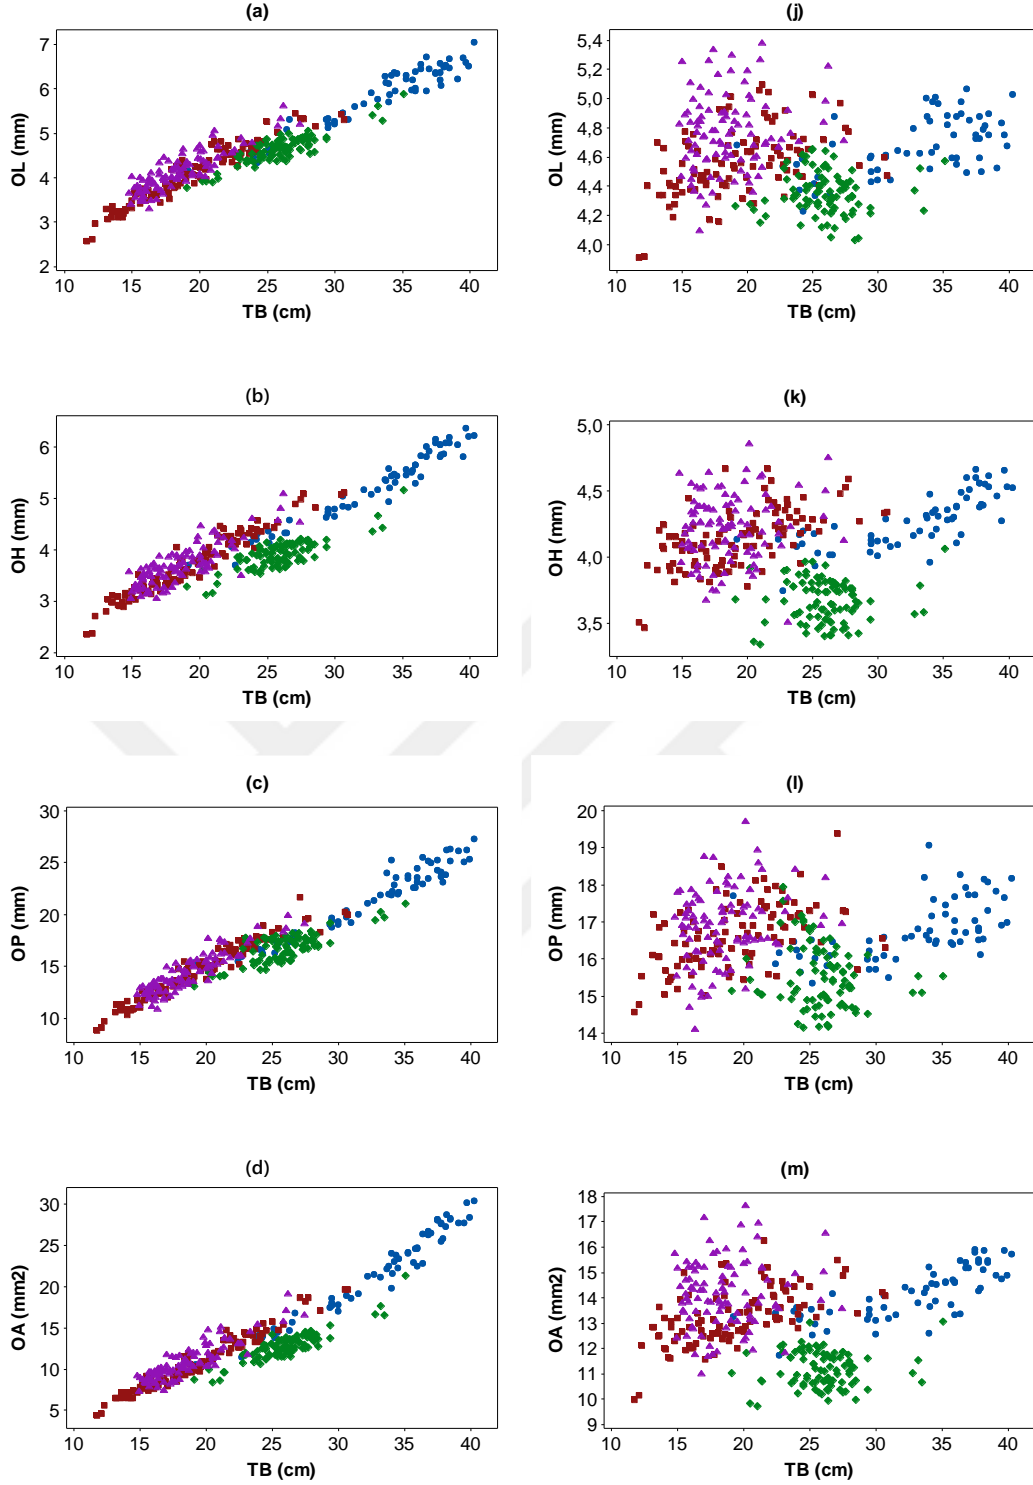 (a)
7
6
5
4
3
2
OL (mm)
10 15 20 25 30 35 40
TB (cm)
(j)
5,4
5,2
5,0
4,8
4,6
4,4
4,2
4,0
OL (mm)
10 15 20 25 30 35 40
TB (cm)
(b)
6
5
4
3
2
OH (mm)
10 15 20 25 30 35 40
TB (cm)
(k)
5,0
4,5
4,0
3,5
OH (mm)
10 15 20 25 30 35 40
TB (cm)
(c)
30
25
20
15
10
OP (mm)
10 15 20 25 30 35 40
TB (cm)
(l)
20
19
18
17
16
15
14
OP (mm)
10 15 20 25 30 35 40
TB (cm)
(d)
30
25
20
15
10
5
OA (mm2)
10 15 20 25 30 35 40
TB (cm)
(m)
18
17
16
15
14
13
12
11
10
9
OA (mm2)
10 15 20 25 30 35 40
TB (cm)